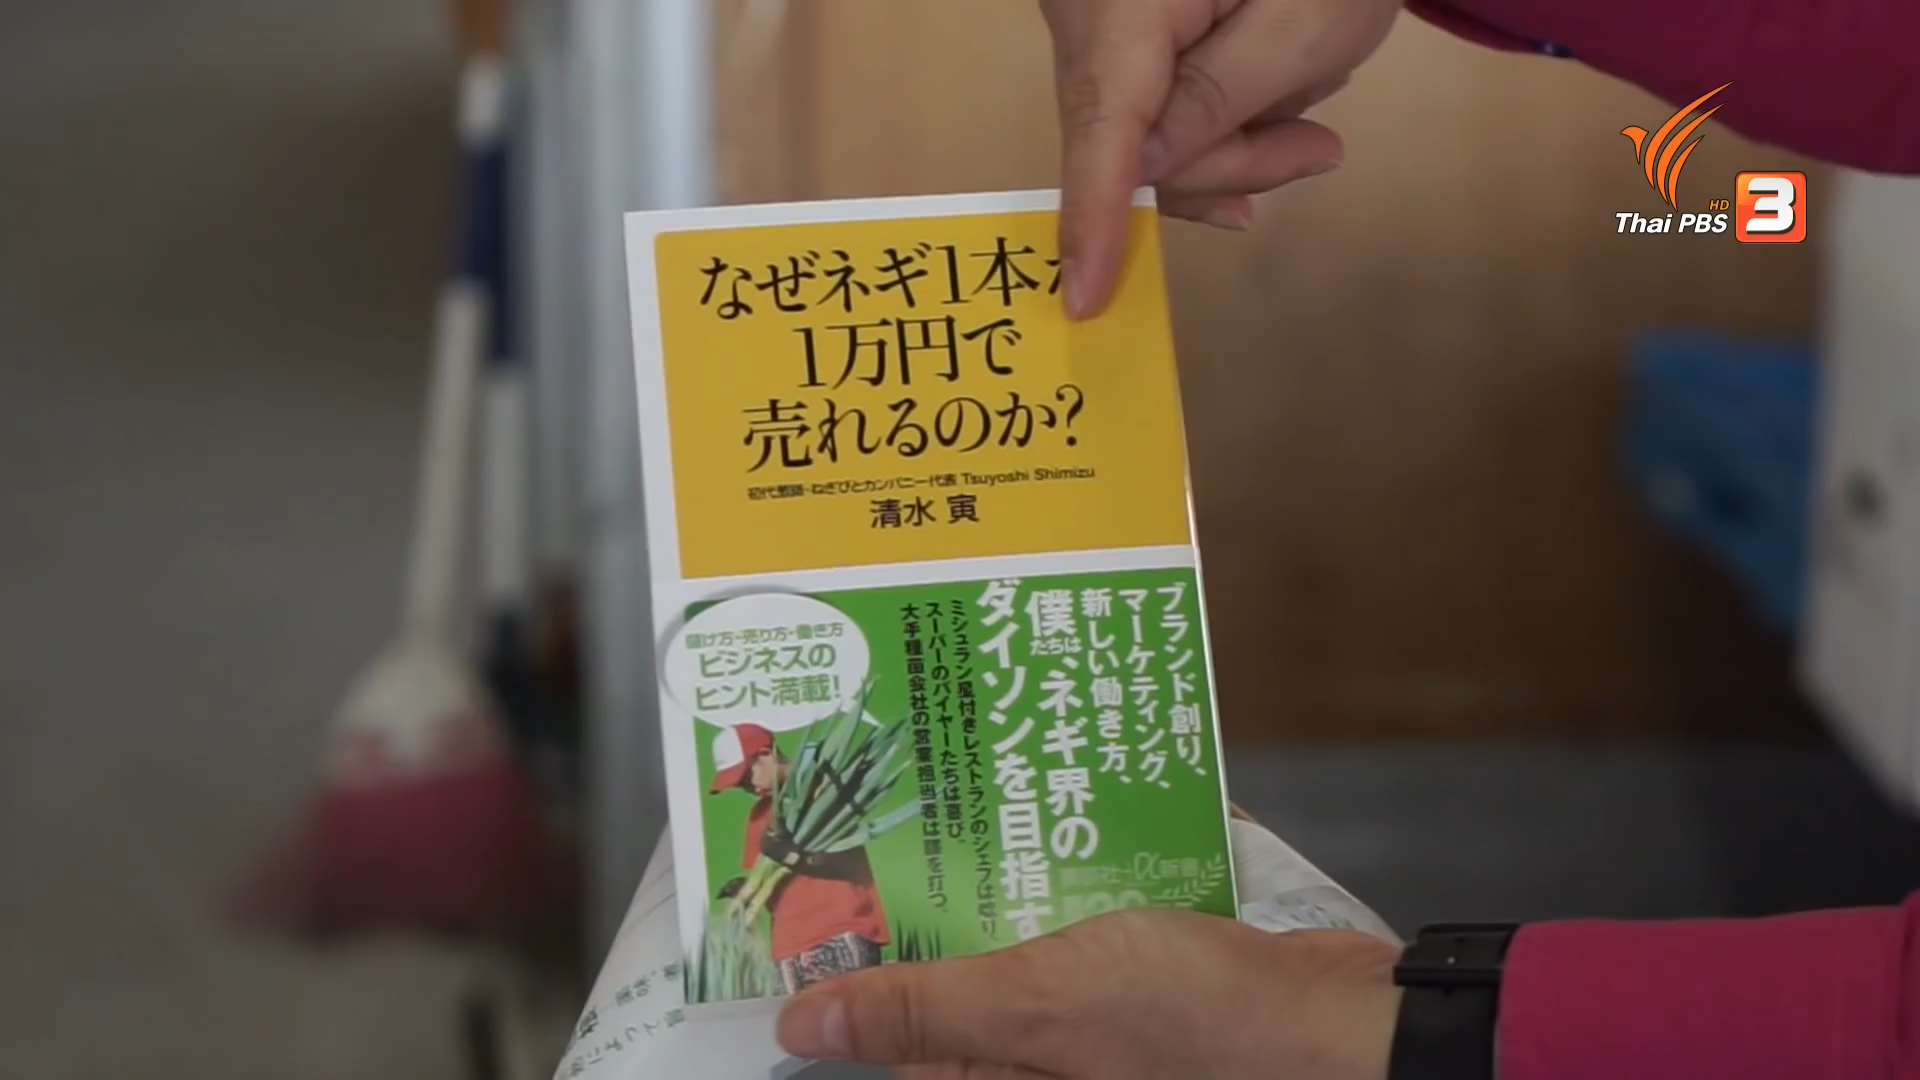 なぜネギ1本が
1万円で
売れるのか?
初代葱師・ねぎびとカンパニー代表 Tsuyoshi Shimizu
清水 寅
儲け方・売り方・働き方
ビジネスの
ヒント満載!
ブランド創り、
マーケティング、
新しい働き方、
僕たちは、ネギ界の
ダイソンを目指す
ミシュラン星付きレストランのシェフは唸り、
スーパーのバイヤーたちは喜び、
大手種苗会社の営業担当者は膝を打つ。
講談社+α新書
Thai PBS
HD
3